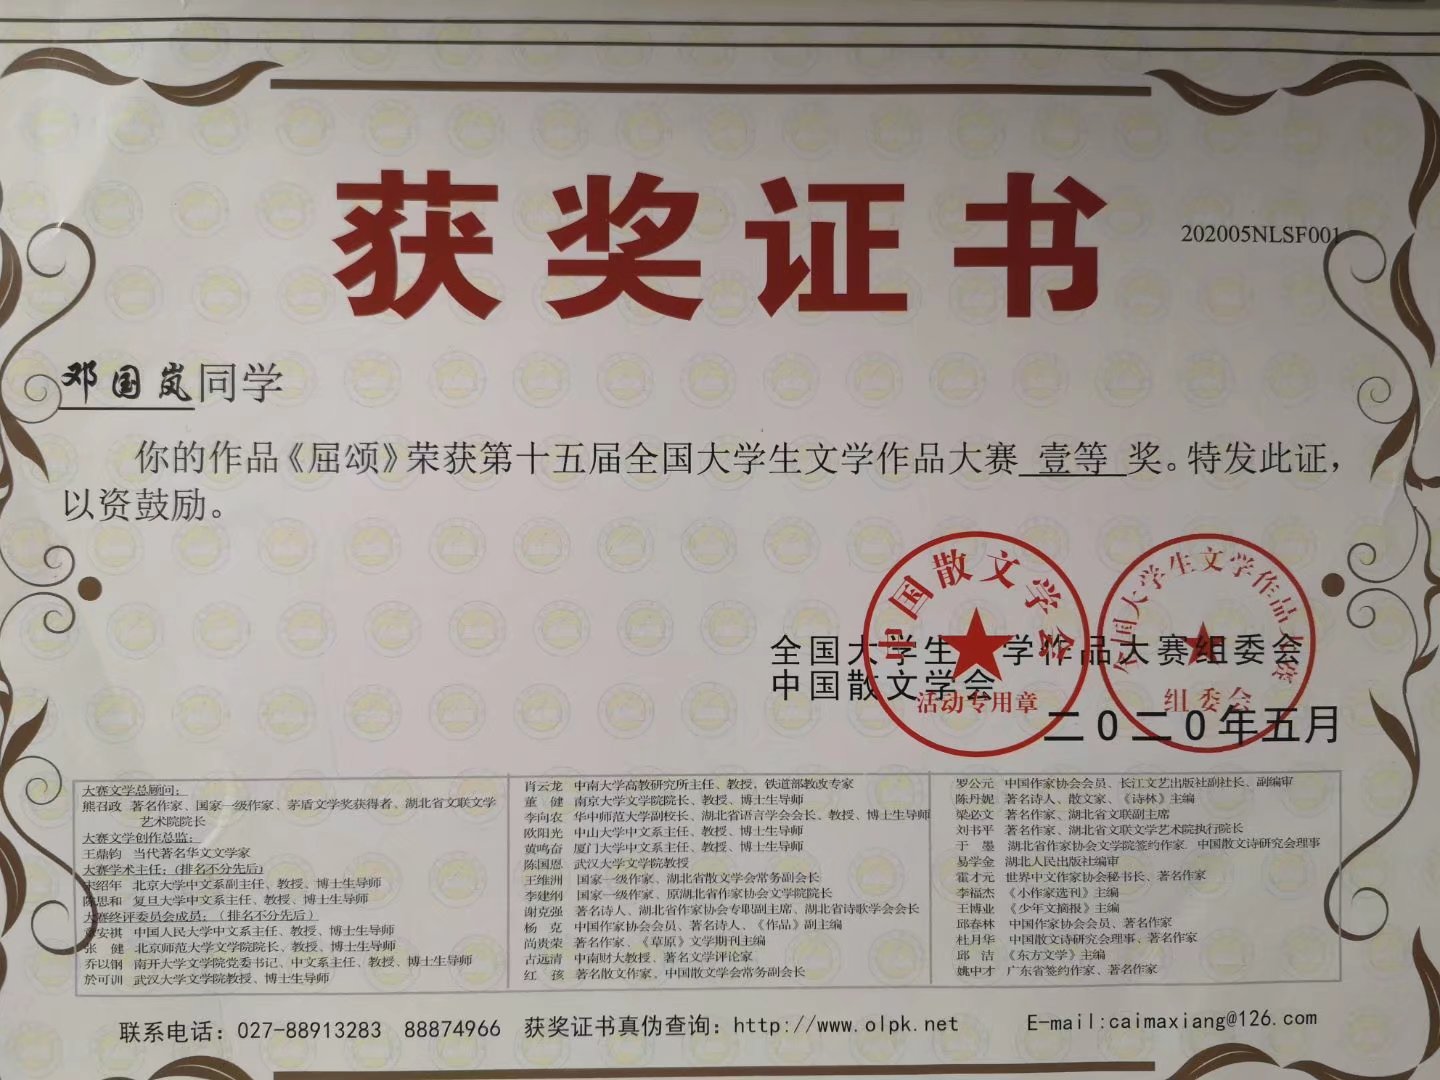 获奖证书
202005NLSF001
邓国岚同学
你的作品《屈颂》荣获第十五届全国大学生文学作品大赛 壹等 奖。特发此证，
以资鼓励。
中国散文学会
活动专用章
全国大学生文学作品大赛
组委会
全国大学生 学作品大赛组委会
中国散文学会
二0二0年五月
大赛文学总顾问：
熊召政 著名作家、国家一级作家、茅盾文学奖获得者、湖北省文联文学
艺术院院长
大赛文学创作总监：
王鼎钧 当代著名华文文学家
大赛学术主任：（排名不分先后）
宋绍年 北京大学中文系副主任、教授、博士生导师
陈思和 复旦大学中文系主任、教授、博士生导师
大赛终评委员会成员：（排名不分先后）
章安祺 中国人民大学中文系主任、教授、博士生导师
张 健 北京师范大学文学院院长、教授、博士生导师
乔以钢 南开大学文学院党委书记、中文系主任、教授、博士生导师
於可训 武汉大学文学院教授、博士生导师
肖云龙 中南大学高教研究所主任、教授、铁道部教改专家
董 健 南京大学文学院院长、教授、博士生导师
李向农 华中师范大学副校长、湖北省语言学会会长、教授、博士生导师
欧阳光 中山大学中文系主任、教授、博士生导师
黄鸣奋 厦门大学中文系主任、教授、博士生导师
陈国恩 武汉大学文学院教授
王维洲 国家一级作家、湖北省散文学会常务副会长
李建纲 国家一级作家、原湖北省作家协会文学院院长
谢克强 著名诗人、湖北省作家协会专职副主席、湖北省诗歌学会会长
杨 克 中国作家协会会员、著名诗人、《作品》副主编
尚贵荣 著名作家、《草原》文学期刊主编
古远清 中南财大教授、著名文学评论家
红 孩 著名散文作家、中国散文学会常务副会长
罗公元 中国作家协会会员、长江文艺出版社副社长、副编审
陈丹妮 著名诗人、散文家、《诗林》主编
梁必文 著名作家、湖北省文联副主席
刘书平 著名作家、湖北省文联文学艺术院执行院长
于 墨 湖北省作家协会文学院签约作家．中国散文诗研究会理事
易学金 湖北人民出版社编审
霍才元 世界中文作家协会秘书长、著名作家
李福杰 《小作家选刊》主编
王博业 《少年文摘报》主编
邱春林 中国作家协会会员、著名作家
杜月华 中国散文诗研究会理事、著名作家
邱 洁 《东方文学》主编
姚中才 广东省签约作家、著名作家
联系电话：027-88913283 88874966 获奖证书真伪查询：http://www.olpk.net E-mail:caimaxiang@126.com